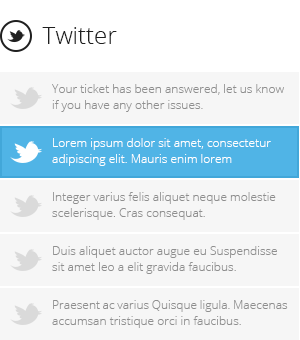 Twitter
Your ticket has been answered, let us know
if you have any other issues.
Lorem ipsum dolor sit amet, consectetur
adipiscing elit. Mauris enim lorem
Integer varius felis aliquet neque molestie
scelerisque. Cras consequat.
Duis aliquet auctor augue eu Suspendisse
sit amet leo a elit gravida faucibus.
Praesent ac varius Quisque ligula. Maecenas
accumsan tristique orci in faucibus.